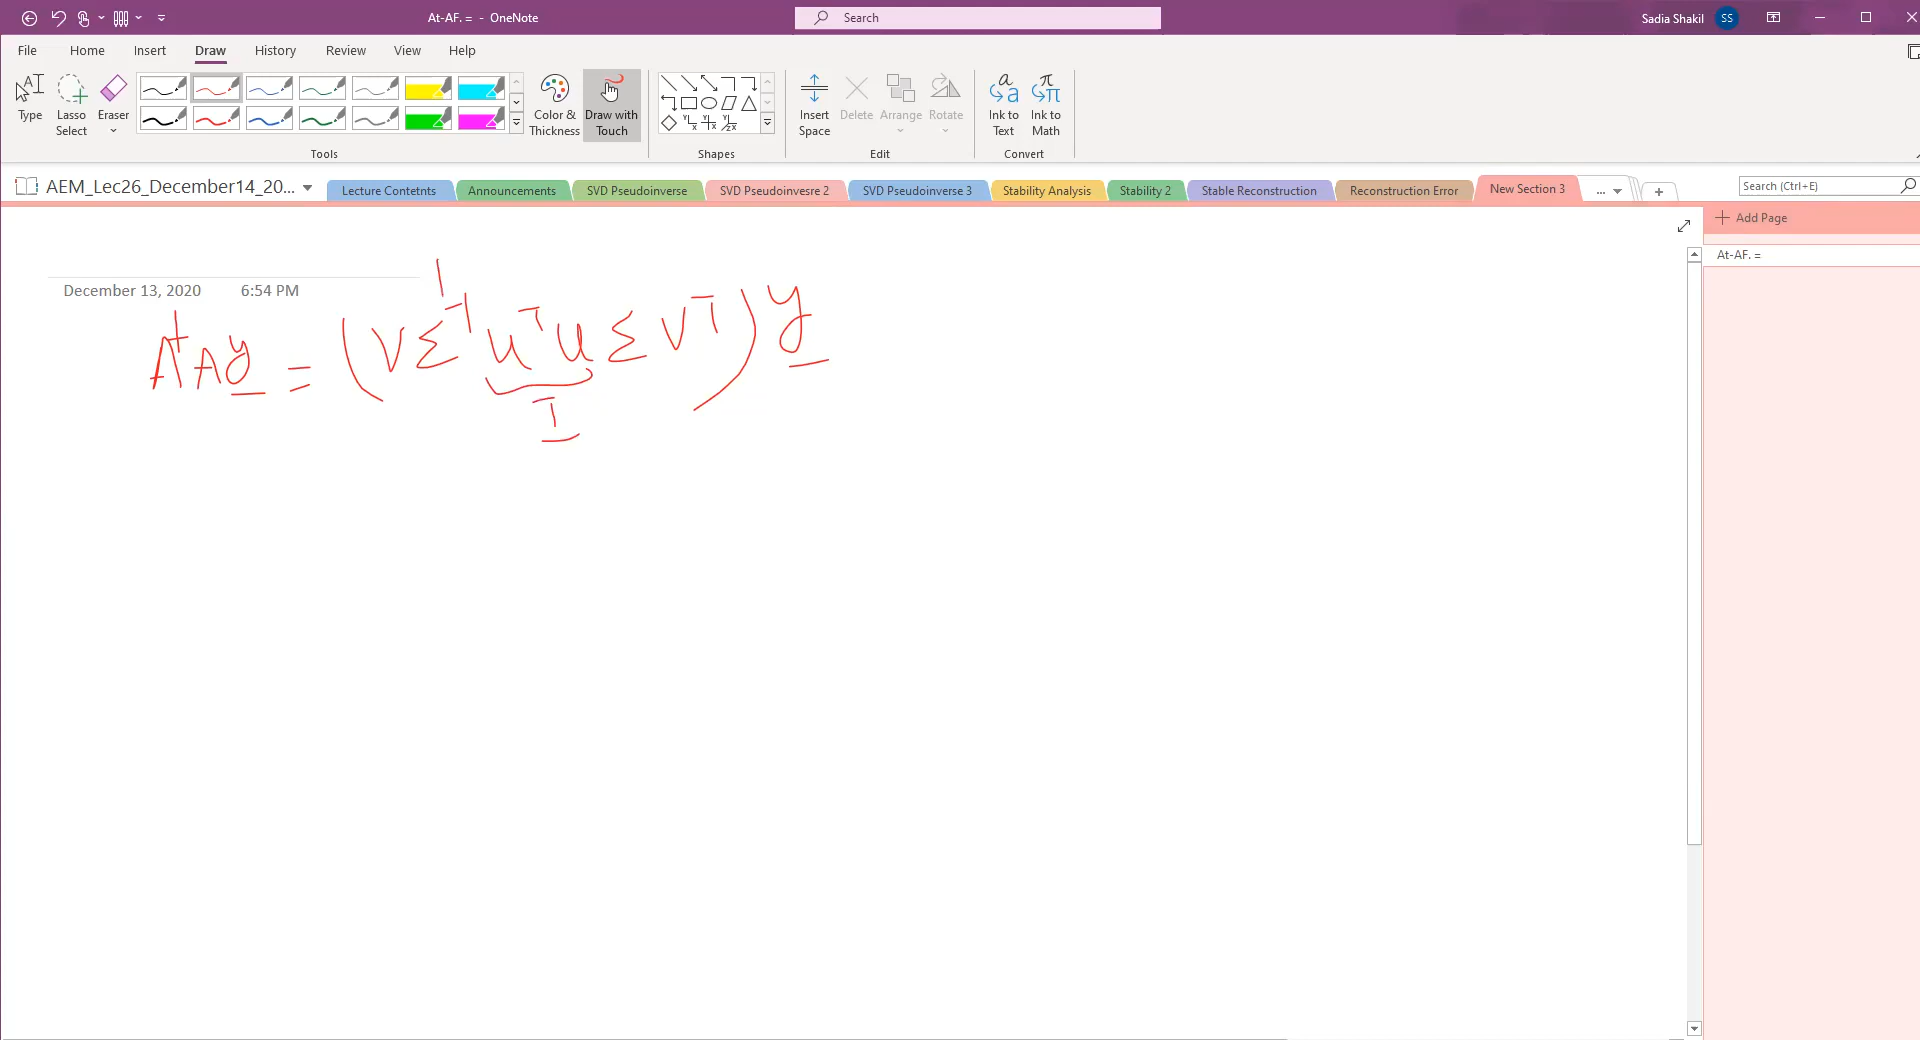 At-AF. = - OneNote
Search
Sadia Shakil SS
File Home Insert Draw History Review View Help
Type
Lasso Select
Eraser
Color & Thickness
Draw with Touch
Insert Space
Delete
Arrange
Rotate
Ink to Text
Ink to Math
Tools
Shapes
Edit
Convert
AEM_Lec26_December14_20...
Lecture Contetnts
Announcements
SVD Pseudoinverse
SVD Pseudoinvesre 2
SVD Pseudoinverse 3
Stability Analysis
Stability 2
Stable Reconstruction
Reconstruction Error
New Section 3
...
Search (Ctrl+E)
Add Page
At-AF. =
December 13, 2020 6:54 PM
A†Ay = (VΣ⁻¹UᵀUΣVᵀ)y
I